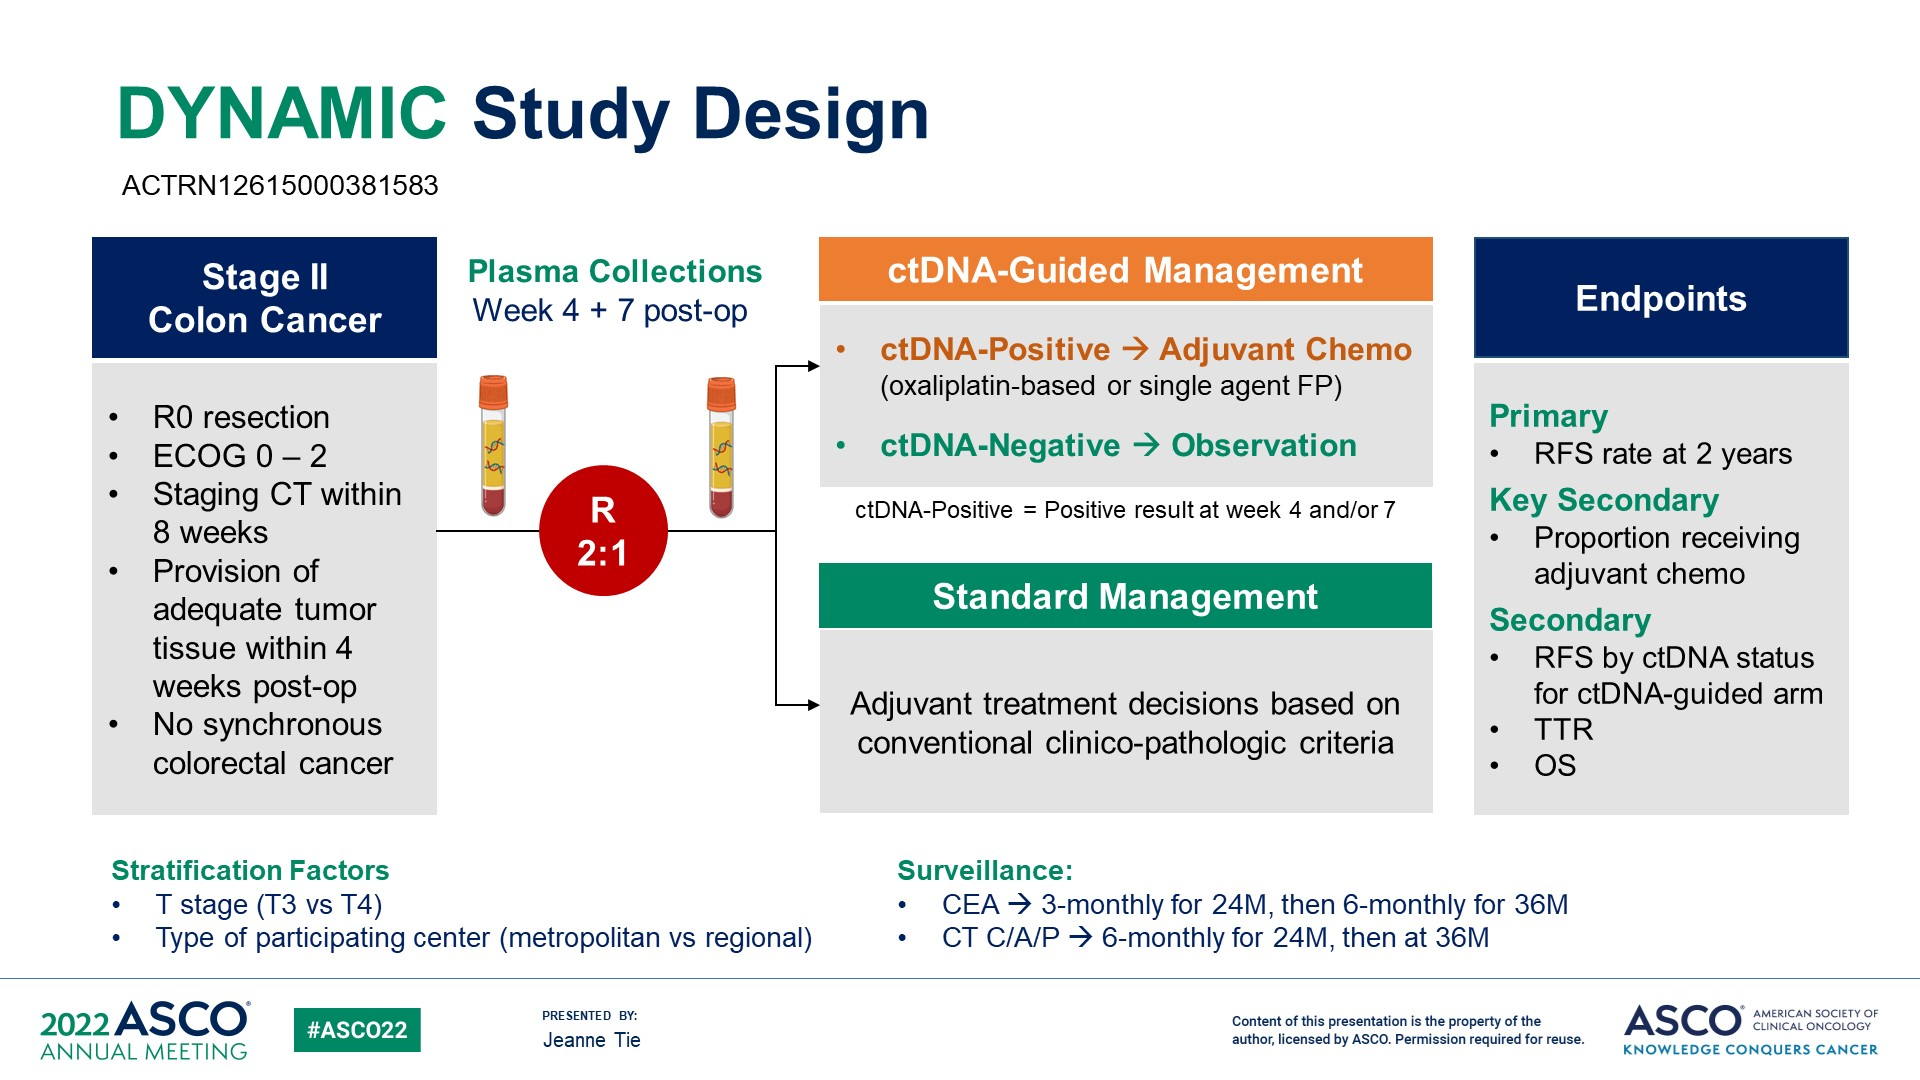 DYNAMIC Study Design
ACTRN12615000381583
Stage II
Colon Cancer
• R0 resection
• ECOG 0 – 2
• Staging CT within
8 weeks
• Provision of
adequate tumor
tissue within 4
weeks post-op
• No synchronous
colorectal cancer
Plasma Collections
Week 4 + 7 post-op
R
2:1
ctDNA-Guided Management
• ctDNA-Positive → Adjuvant Chemo
(oxaliplatin-based or single agent FP)
• ctDNA-Negative → Observation
ctDNA-Positive = Positive result at week 4 and/or 7
Standard Management
Adjuvant treatment decisions based on
conventional clinico-pathologic criteria
Endpoints
Primary
• RFS rate at 2 years
Key Secondary
• Proportion receiving
adjuvant chemo
Secondary
• RFS by ctDNA status
for ctDNA-guided arm
• TTR
• OS
Stratification Factors
• T stage (T3 vs T4)
• Type of participating center (metropolitan vs regional)
Surveillance:
• CEA → 3-monthly for 24M, then 6-monthly for 36M
• CT C/A/P → 6-monthly for 24M, then at 36M
2022 ASCO®
ANNUAL MEETING
#ASCO22
PRESENTED BY:
Jeanne Tie
Content of this presentation is the property of the
author, licensed by ASCO. Permission required for reuse.
ASCO® AMERICAN SOCIETY OF
CLINICAL ONCOLOGY
KNOWLEDGE CONQUERS CANCER